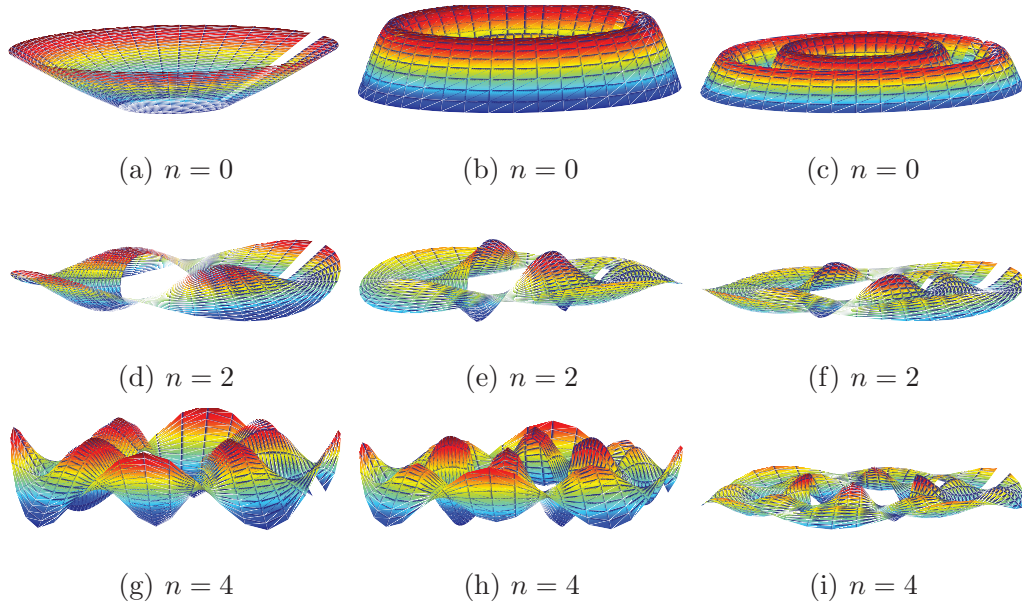 (a) n = 0
(b) n = 0
(c) n = 0
(d) n = 2
(e) n = 2
(f) n = 2
(g) n = 4
(h) n = 4
(i) n = 4